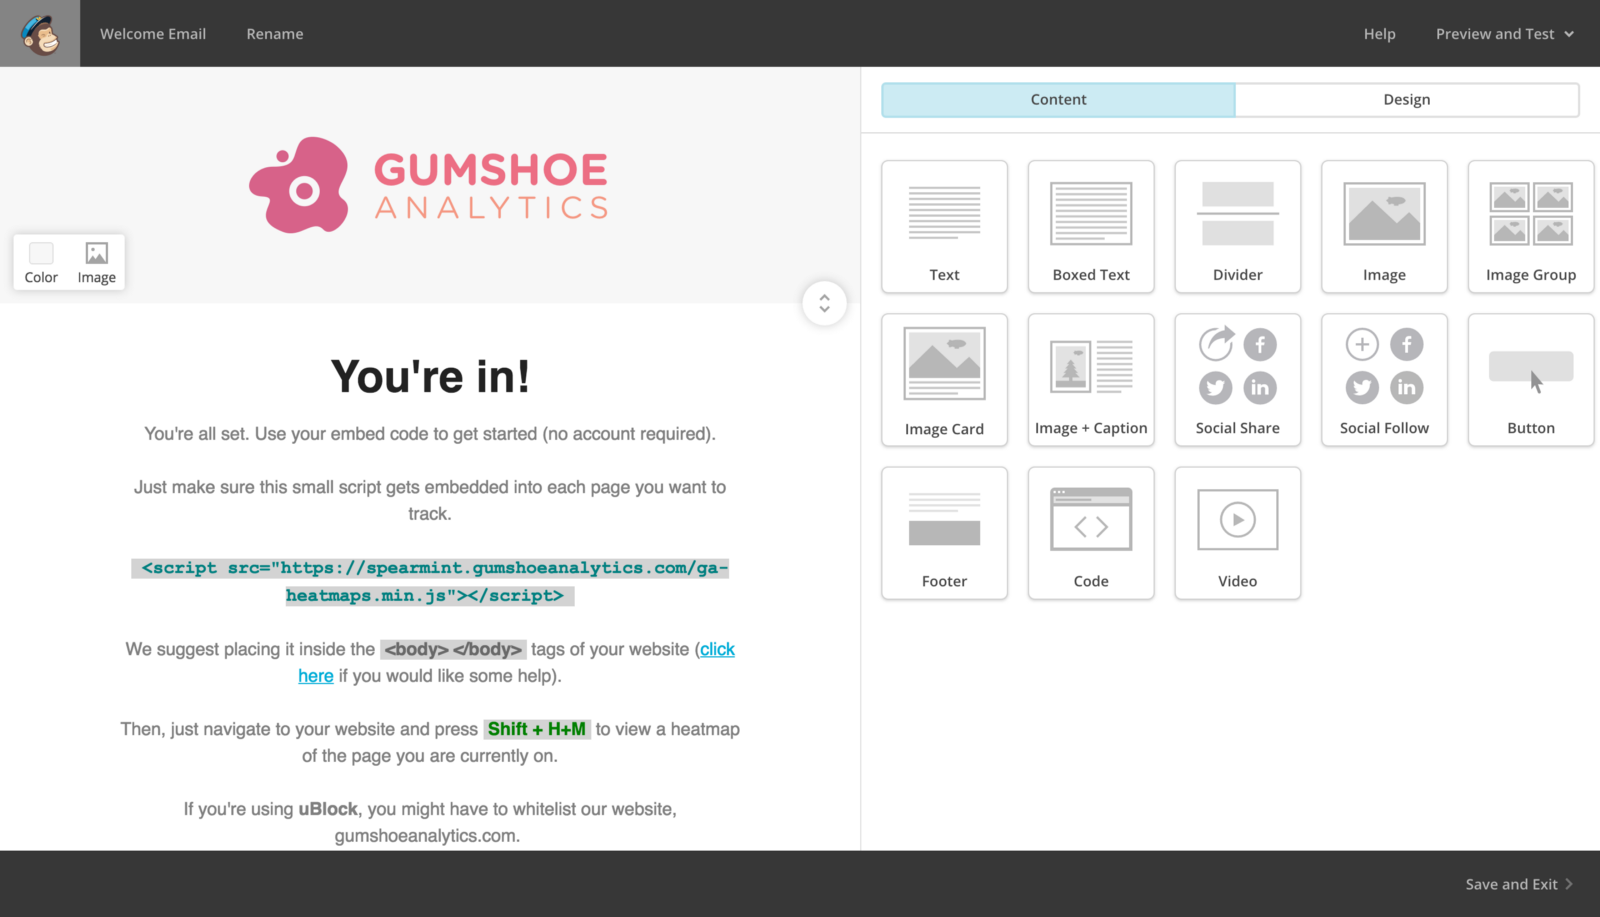 Welcome Email
Rename
Help
Preview and Test
GUMSHOE
ANALYTICS
Color
Image
You're in!
You're all set. Use your embed code to get started (no account required).
Just make sure this small script gets embedded into each page you want to
track.
<script src="https://spearmint.gumshoeanalytics.com/ga-
heatmaps.min.js"></script>
We suggest placing it inside the <body> </body> tags of your website (click
here if you would like some help).
Then, just navigate to your website and press Shift + H+M to view a heatmap
of the page you are currently on.
If you're using uBlock, you might have to whitelist our website,
gumshoeanalytics.com.
Content
Design
Text
Boxed Text
Divider
Image
Image Group
Image Card
Image + Caption
Social Share
Social Follow
Button
Footer
Code
Video
Save and Exit